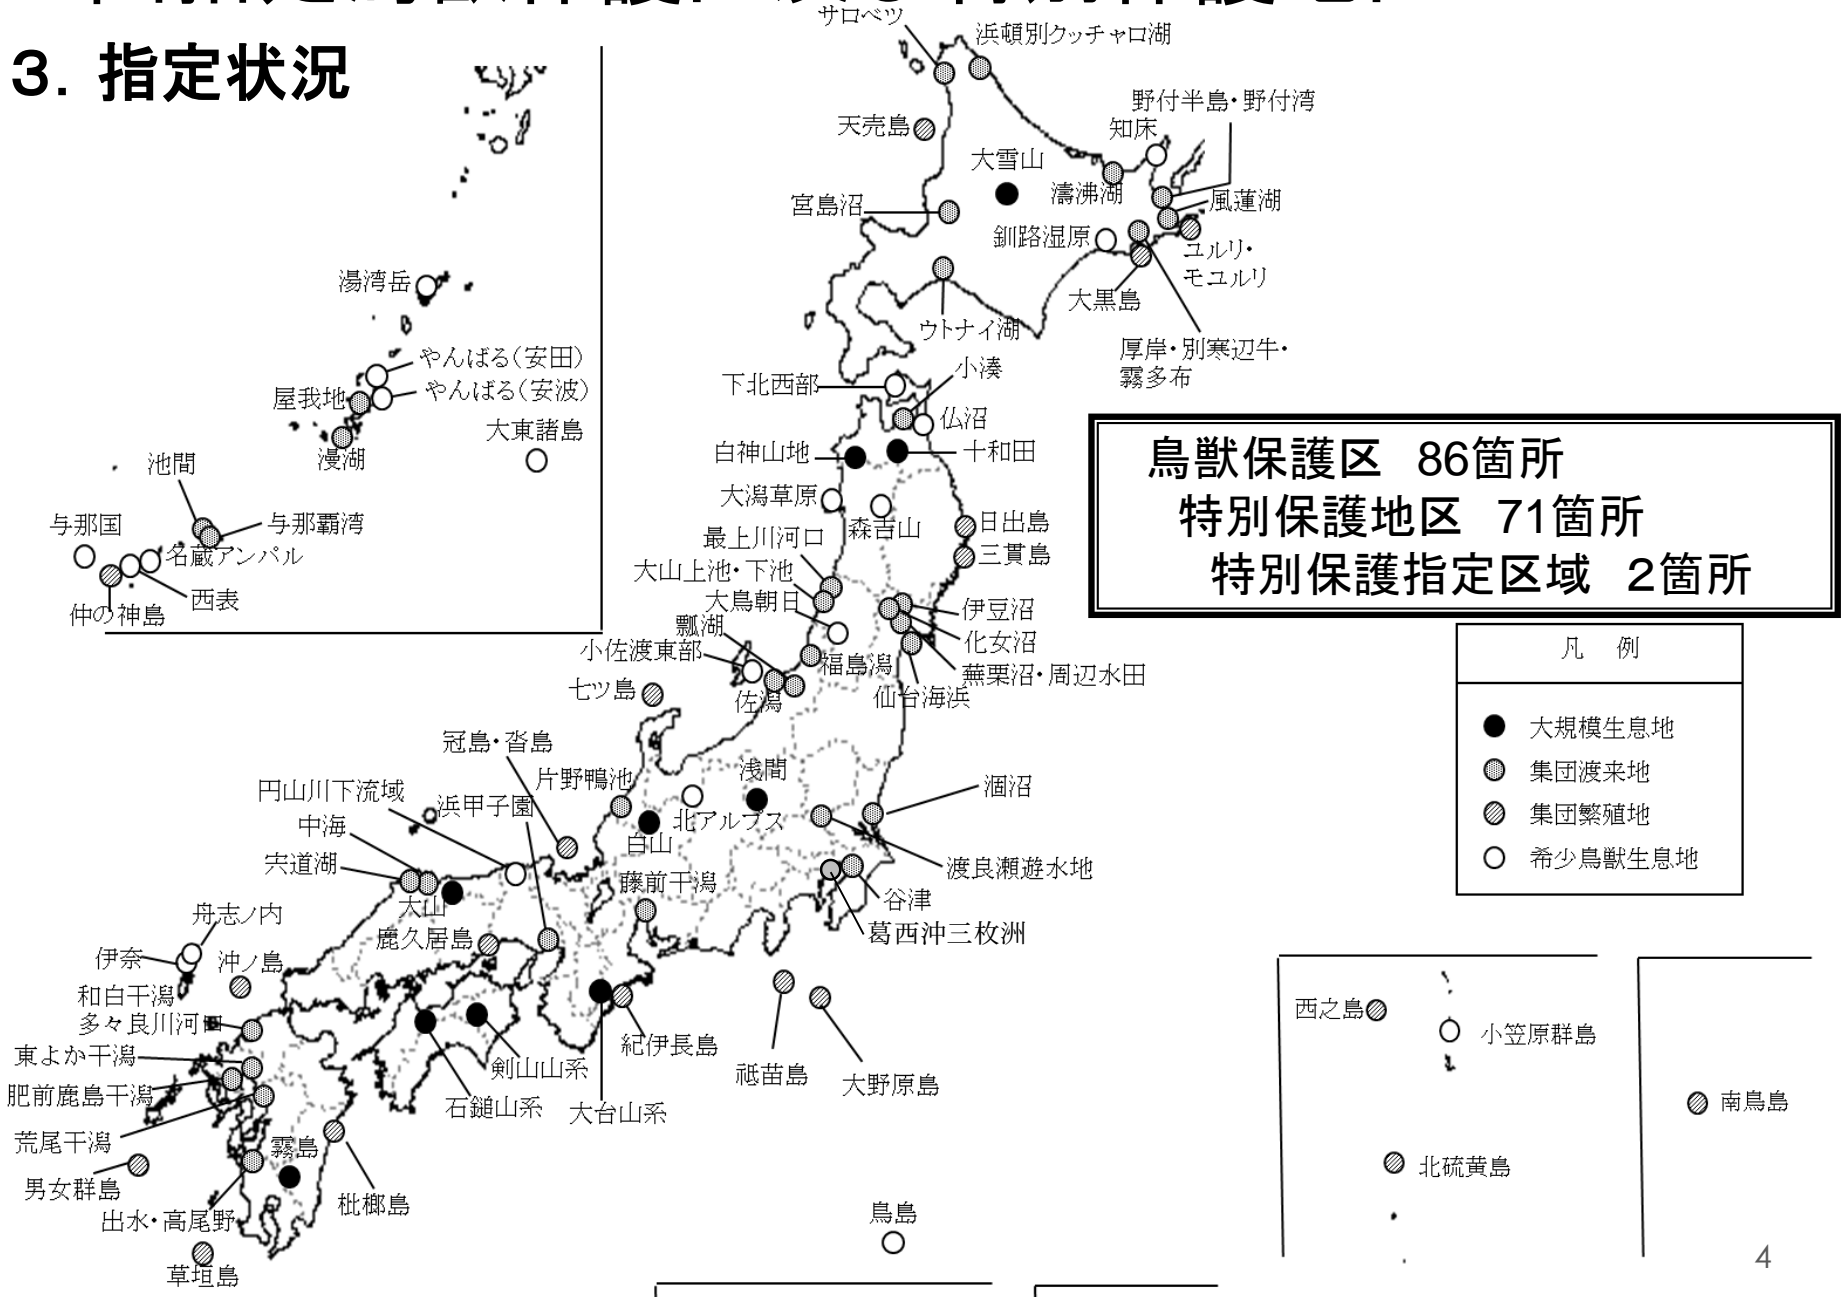 3. 指定状況
サロベツ
浜頓別クッチャロ湖
野付半島・野付湾
知床
天売島
大雪山
濤沸湖
宮島沼
風蓮湖
釧路湿原
ユルリ・
モユルリ
大黒島
ウトナイ湖
厚岸・別寒辺牛・
霧多布
湯湾岳
やんばる(安田)
やんばる(安波)
屋我地
大東諸島
漫湖
池間
与那国
与那覇湾
名蔵アンパル
西表
仲の神島
下北西部
小湊
仏沼
白神山地
十和田
大潟草原
森吉山
日出島
三貫島
最上川河口
大山上池・下池
大鳥朝日
瓢湖
小佐渡東部
福島潟
佐潟
伊豆沼
化女沼
蕪栗沼・周辺水田
仙台海浜
七ツ島
鳥獣保護区 86箇所
特別保護地区 71箇所
特別保護指定区域 2箇所
凡 例
大規模生息地
集団渡来地
集団繁殖地
希少鳥獣生息地
冠島・沓島
片野鴨池
浅間
涸沼
円山川下流域
浜甲子園
北アルプス
中海
白山
宍道湖
藤前干潟
渡良瀬遊水地
谷津
葛西沖三枚洲
大山
舟志ノ内
鹿久居島
伊奈
沖ノ島
和白干潟
多々良川河口
東よか干潟
肥前鹿島干潟
荒尾干潟
剣山山系
石鎚山系
大台山系
紀伊長島
祗苗島
大野原島
霧島
男女群島
出水・高尾野
枇榔島
草垣島
鳥島
西之島
小笠原群島
北硫黄島
南鳥島
4